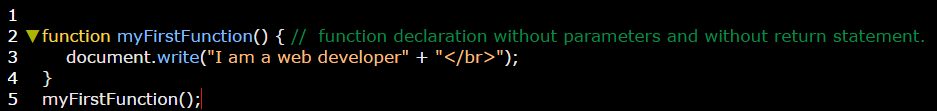 1
2 function myFirstFunction() { //  function declaration without parameters and without return statement.
3 document.write("I am a web developer" + "</br>");
4 }
5 myFirstFunction();